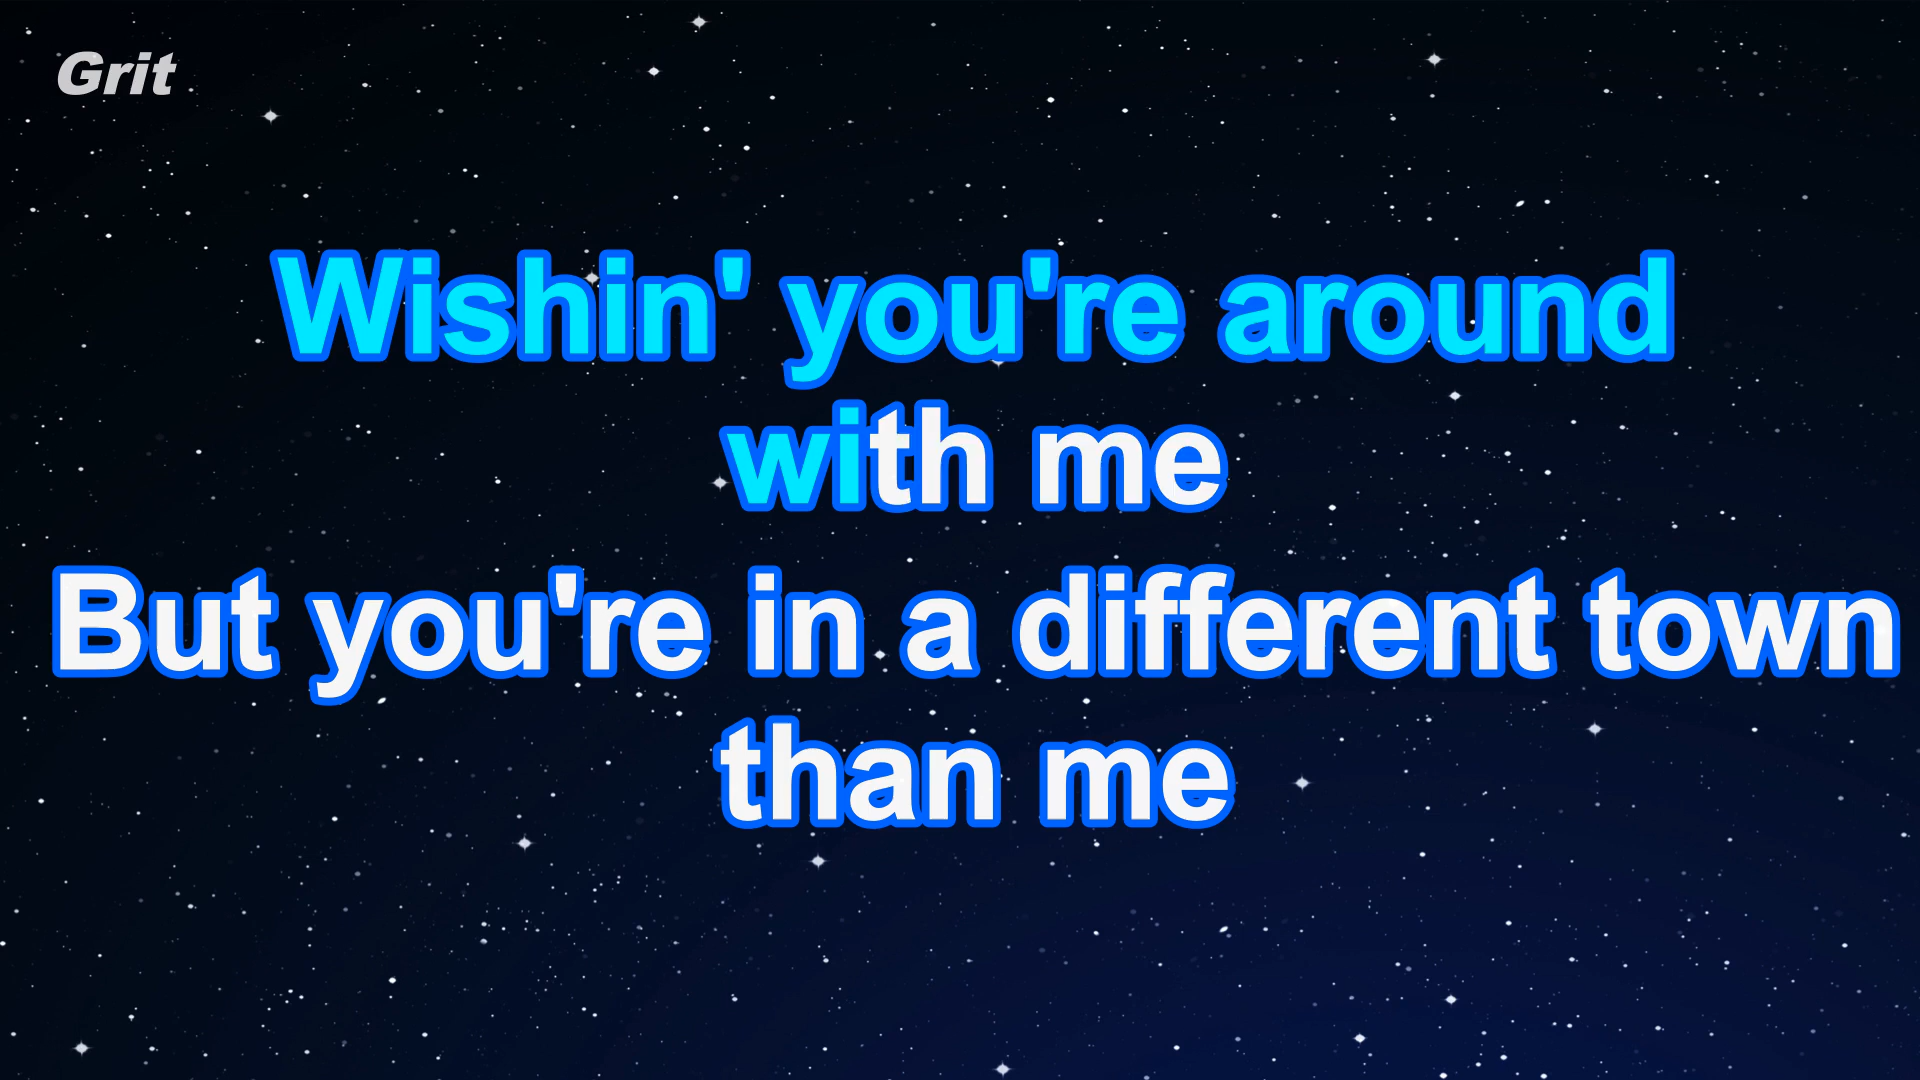 Grit
Wishin' you're around
with me
But you're in a different town
than me